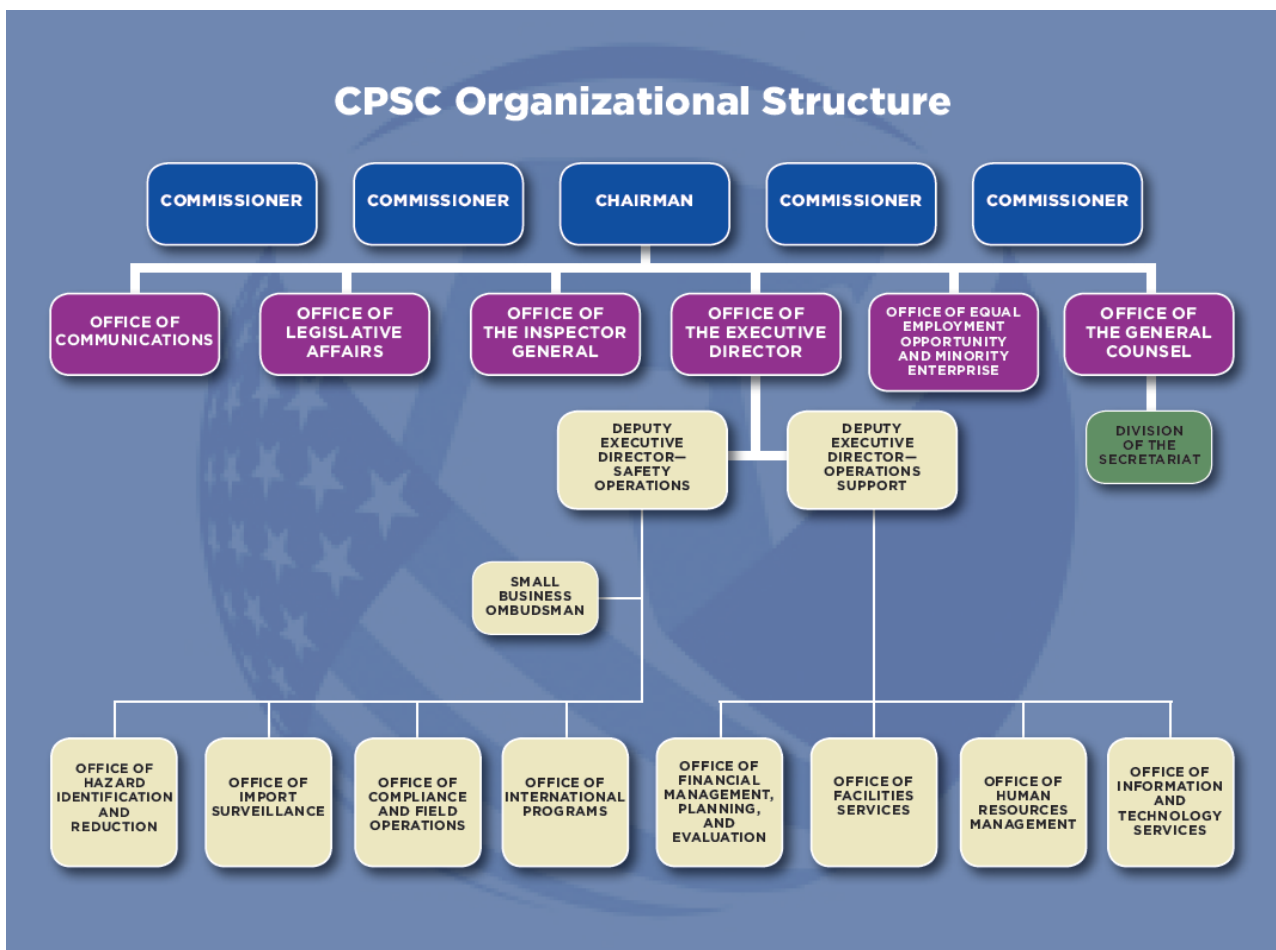 CPSC Organizational Structure
COMMISSIONER
COMMISSIONER
CHAIRMAN
COMMISSIONER
COMMISSIONER
OFFICE OF
COMMUNICATIONS
OFFICE OF
LEGISLATIVE
AFFAIRS
OFFICE OF
THE INSPECTOR
GENERAL
OFFICE OF
THE EXECUTIVE
DIRECTOR
OFFICE OF EQUAL
EMPLOYMENT
OPPORTUNITY
AND MINORITY
ENTERPRISE
OFFICE OF
THE GENERAL
COUNSEL
DEPUTY
EXECUTIVE
DIRECTOR—
SAFETY
OPERATIONS
DEPUTY
EXECUTIVE
DIRECTOR—
OPERATIONS
SUPPORT
DIVISION
OF THE
SECRETARIAT
SMALL
BUSINESS
OMBUDSMAN
OFFICE OF
HAZARD
IDENTIFICATION
AND
REDUCTION
OFFICE OF
IMPORT
SURVEILLANCE
OFFICE OF
COMPLIANCE
AND FIELD
OPERATIONS
OFFICE OF
INTERNATIONAL
PROGRAMS
OFFICE OF
FINANCIAL
MANAGEMENT,
PLANNING,
AND
EVALUATION
OFFICE OF
FACILITIES
SERVICES
OFFICE OF
HUMAN
RESOURCES
MANAGEMENT
OFFICE OF
INFORMATION
AND
TECHNOLOGY
SERVICES